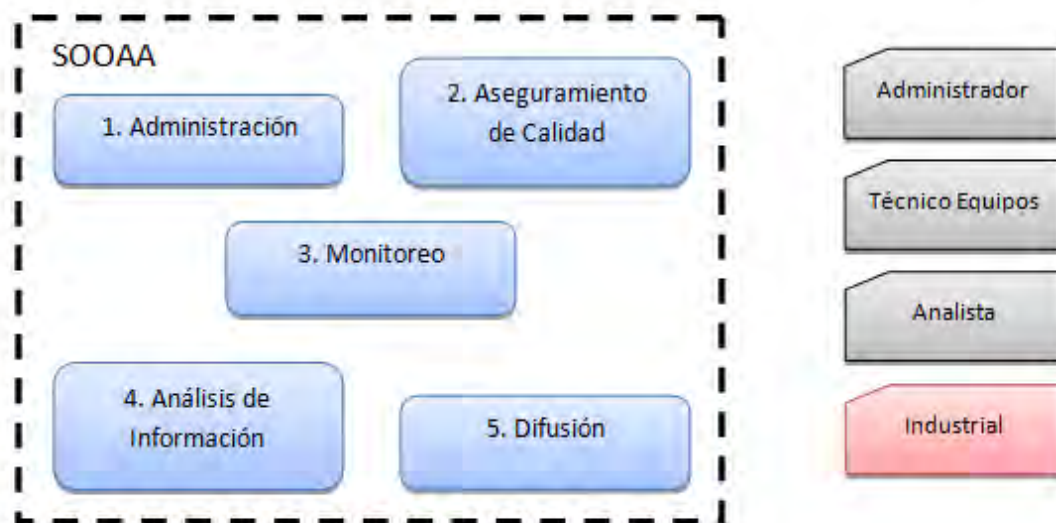 SOOAA
1. Administración
2. Aseguramiento
de Calidad
3. Monitoreo
4. Análisis de
Información
5. Difusión
Administrador
Técnico Equipos
Analista
Industrial